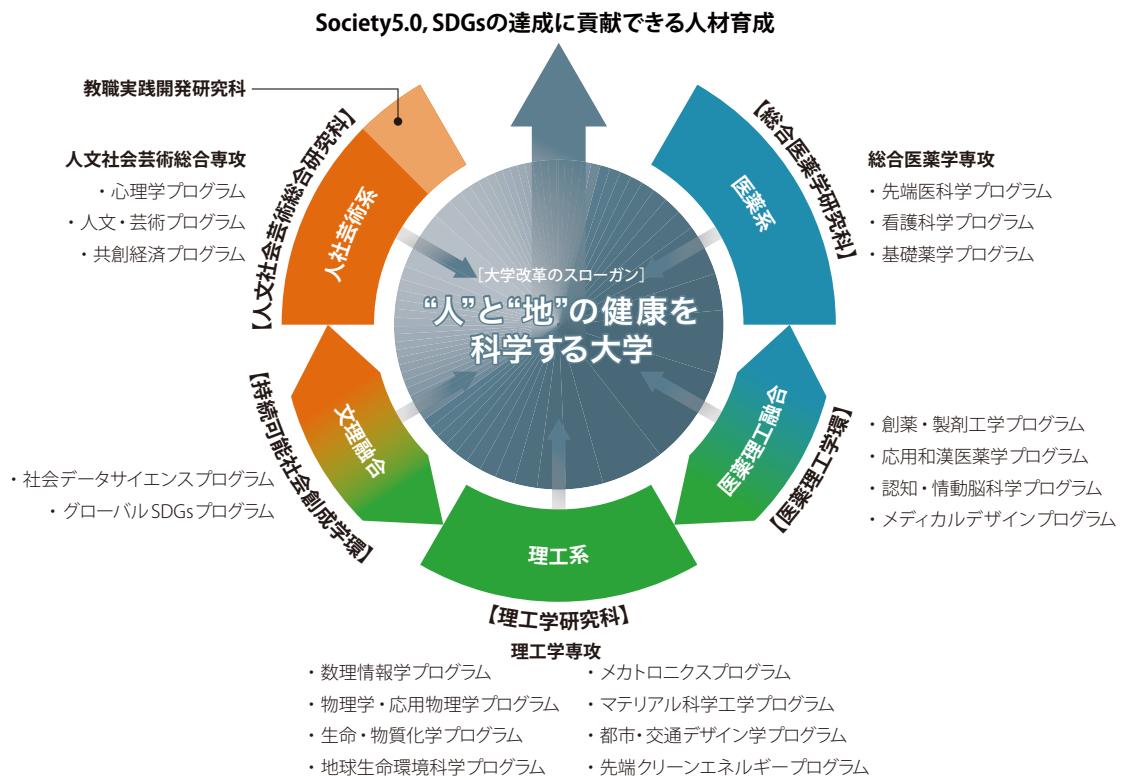 Society5.0, SDGsの達成に貢献できる人材育成
教職実践開発研究科
【人文社会芸術総合研究科】
人文社会芸術総合専攻
・心理学プログラム
・人文・芸術プログラム
・共創経済プログラム
人社芸術系
【総合医薬学研究科】
総合医薬学専攻
・先端医科学プログラム
・看護科学プログラム
・基礎薬学プログラム
医薬系
［大学改革のスローガン］
“人”と“地”の健康を
科学する大学
【持続可能社会創成学環】
文理融合
・社会データサイエンスプログラム
・グローバルSDGsプログラム
【医薬理工学環】
医薬理工融合
・創薬・製剤工学プログラム
・応用和漢医薬学プログラム
・認知・情動脳科学プログラム
・メディカルデザインプログラム
理工系
【理工学研究科】
理工学専攻
・数理情報学プログラム
・物理学・応用物理学プログラム
・生命・物質化学プログラム
・地球生命環境科学プログラム
・メカトロニクスプログラム
・マテリアル科学工学プログラム
・都市・交通デザイン学プログラム
・先端クリーンエネルギープログラム